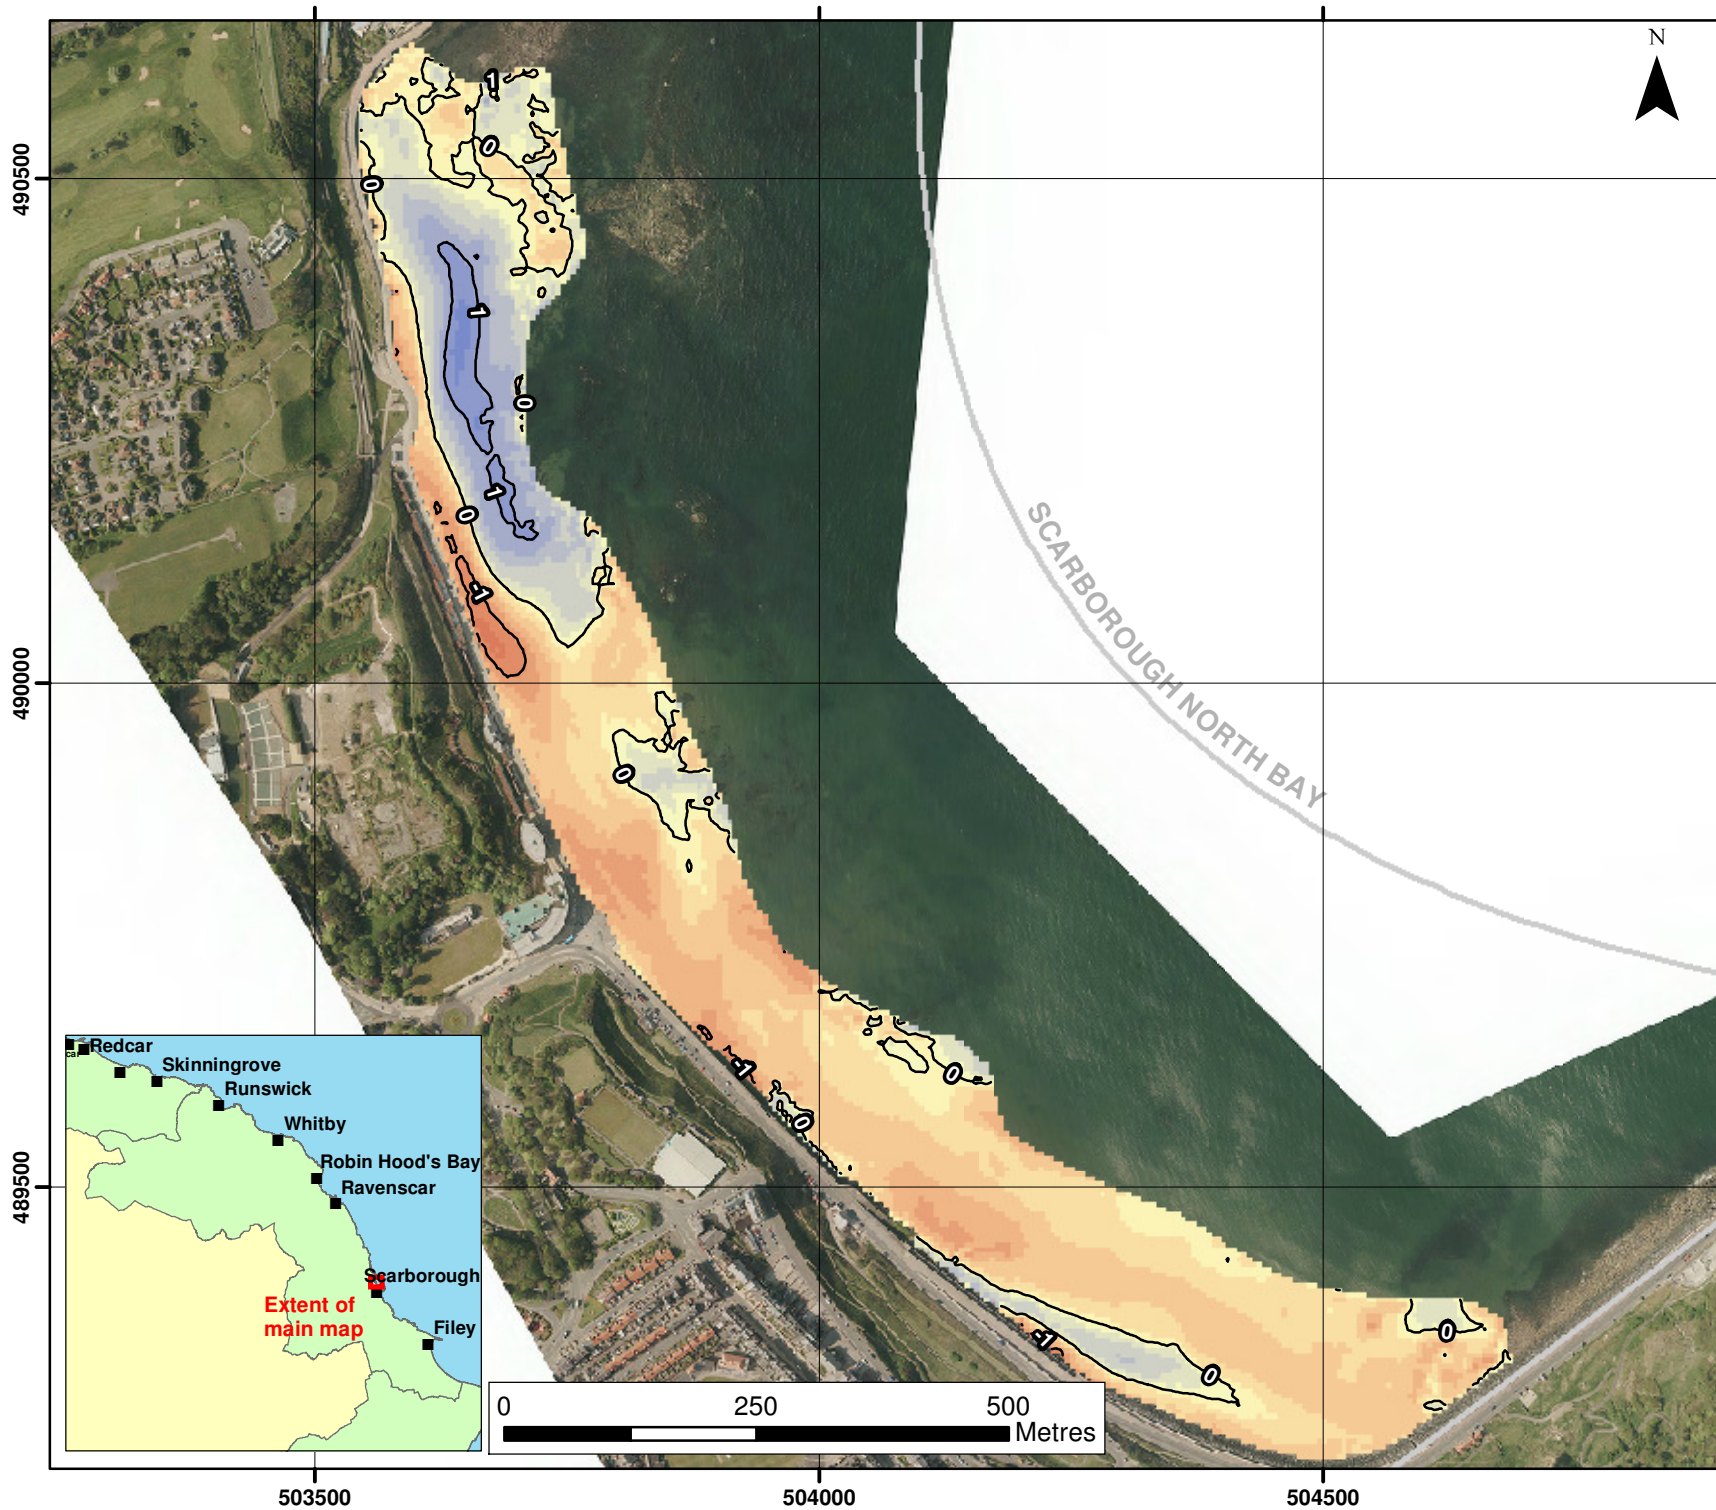 N
1
0
490500
0
1
0
1
0
SCARBOROUGH NORTH BAY
-1
490000
0
-1
0
0
489500
0
-1
0
car
Redcar
Skinningrove
Runswick
Whitby
Robin Hood's Bay
Ravenscar
Scarborough
Extent of
main map
Filey
0 250 500
Metres
503500 504000 504500